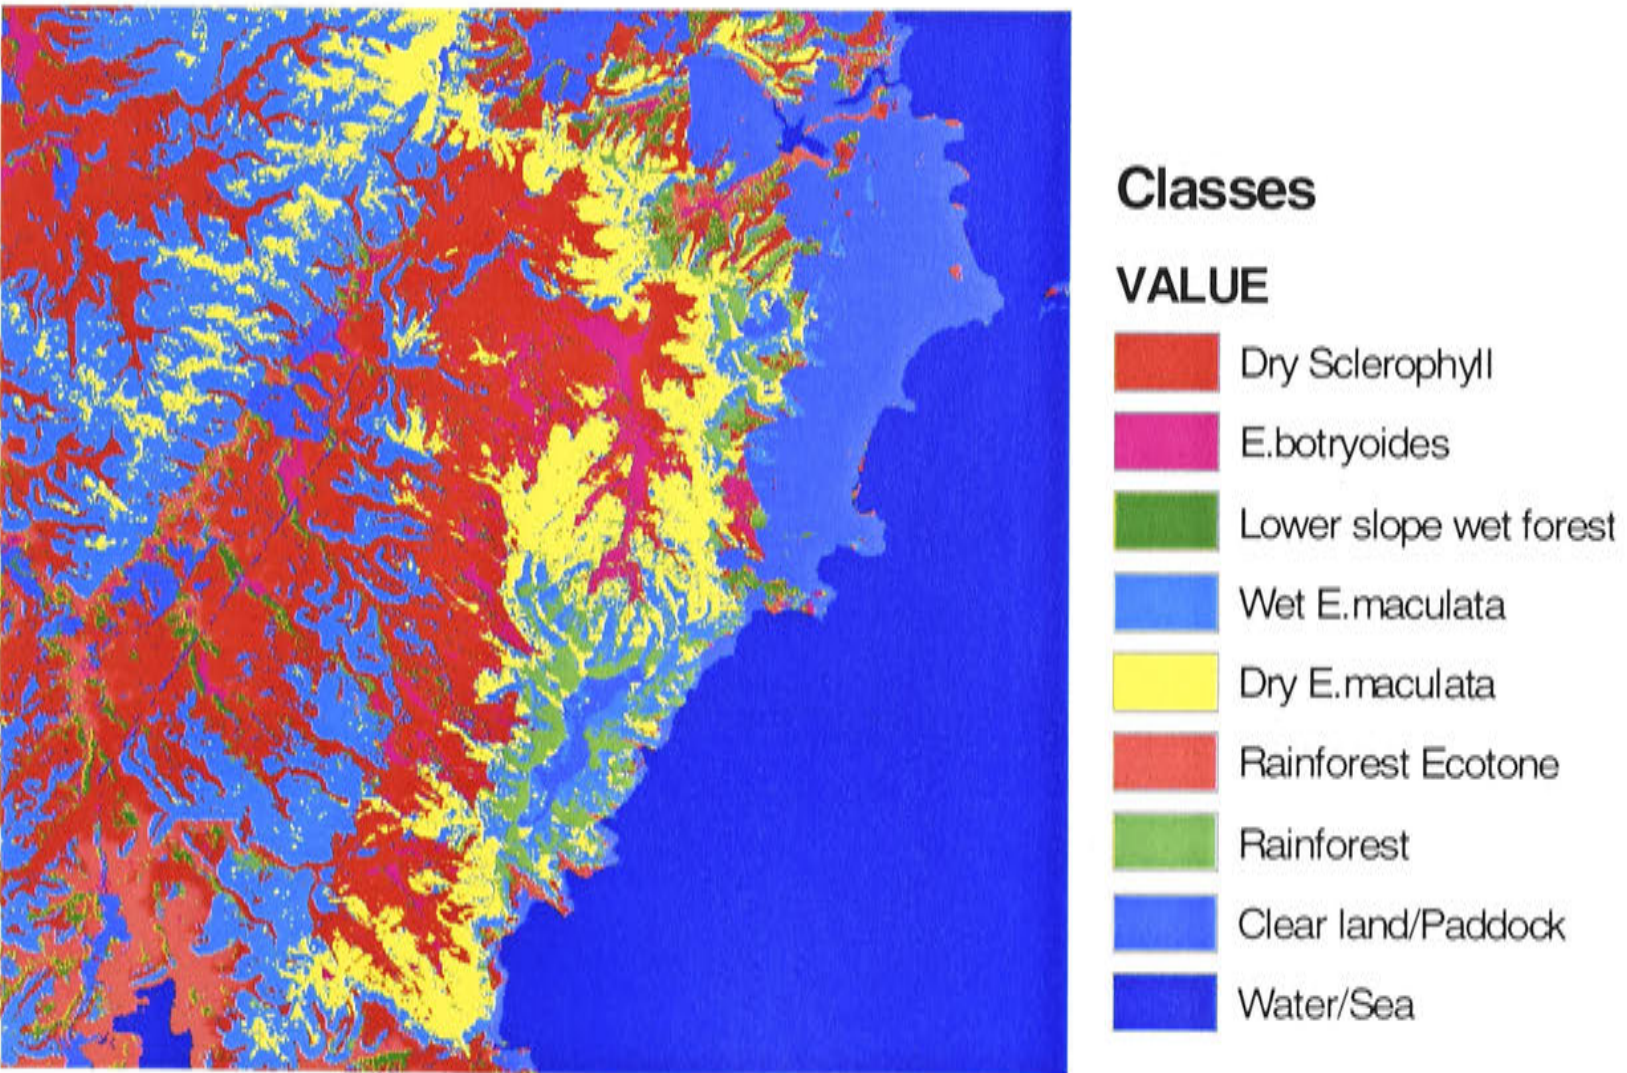 Classes
VALUE
Dry Sclerophyll
E.botryoides
Lower slope wet forest
Wet E.maculata
Dry E.maculata
Rainforest Ecotone
Rainforest
Clear land/Paddock
Water/Sea